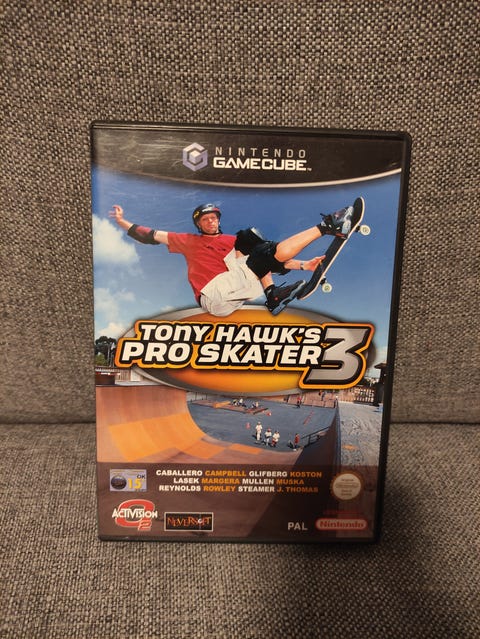 NINTENDO
GAMECUBE™
TONY HAWK'S
PRO SKATER 3
CABALLERO CAMPBELL GLIFBERG KOSTON
LASEK MARGERA MULLEN MUSKA
REYNOLDS ROWLEY STEAMER J. THOMAS
15
ACTIVISION
O2
NEVERSOFT
PAL
Nintendo